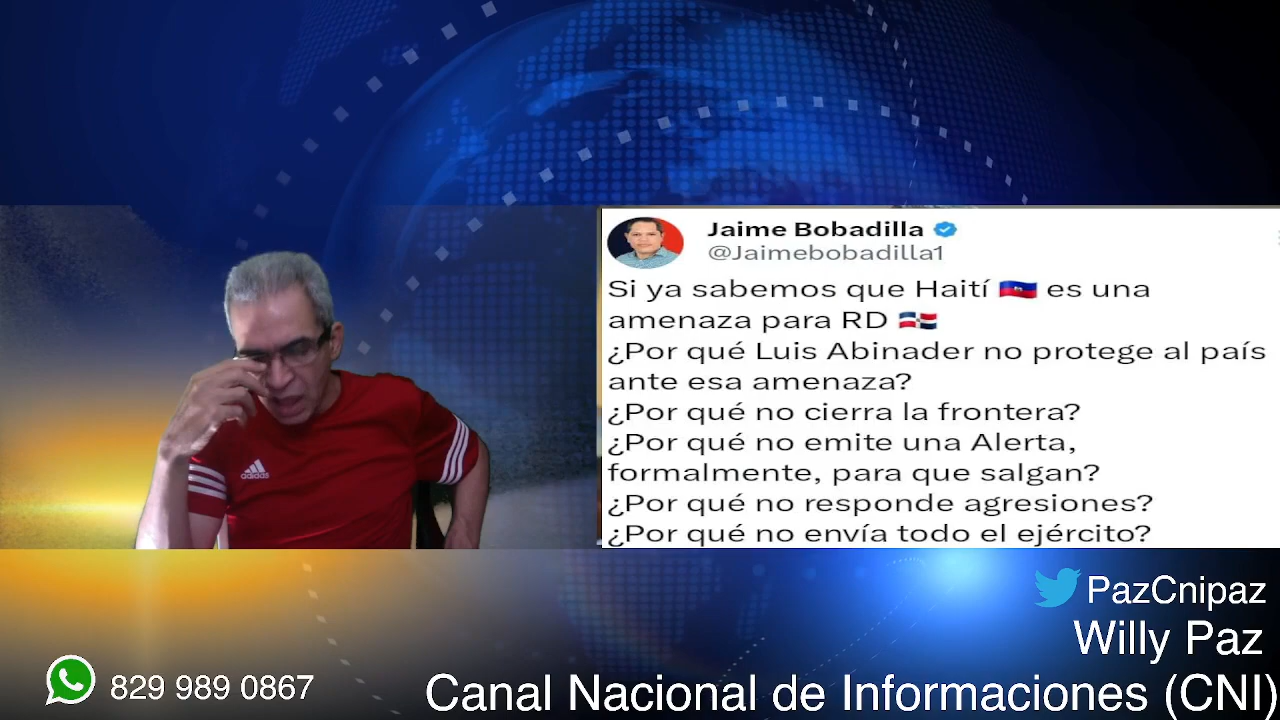 Jaime Bobadilla
@Jaimebobadilla1
Si ya sabemos que Haití 🇭🇹 es una
amenaza para RD 🇩🇴
¿Por qué Luis Abinader no protege al país
ante esa amenaza?
¿Por qué no cierra la frontera?
¿Por qué no emite una Alerta,
formalmente, para que salgan?
¿Por qué no responde agresiones?
¿Por qué no envía todo el ejército?
adidas
PazCnipaz
Willy Paz
829 989 0867
Canal Nacional de Informaciones (CNI)